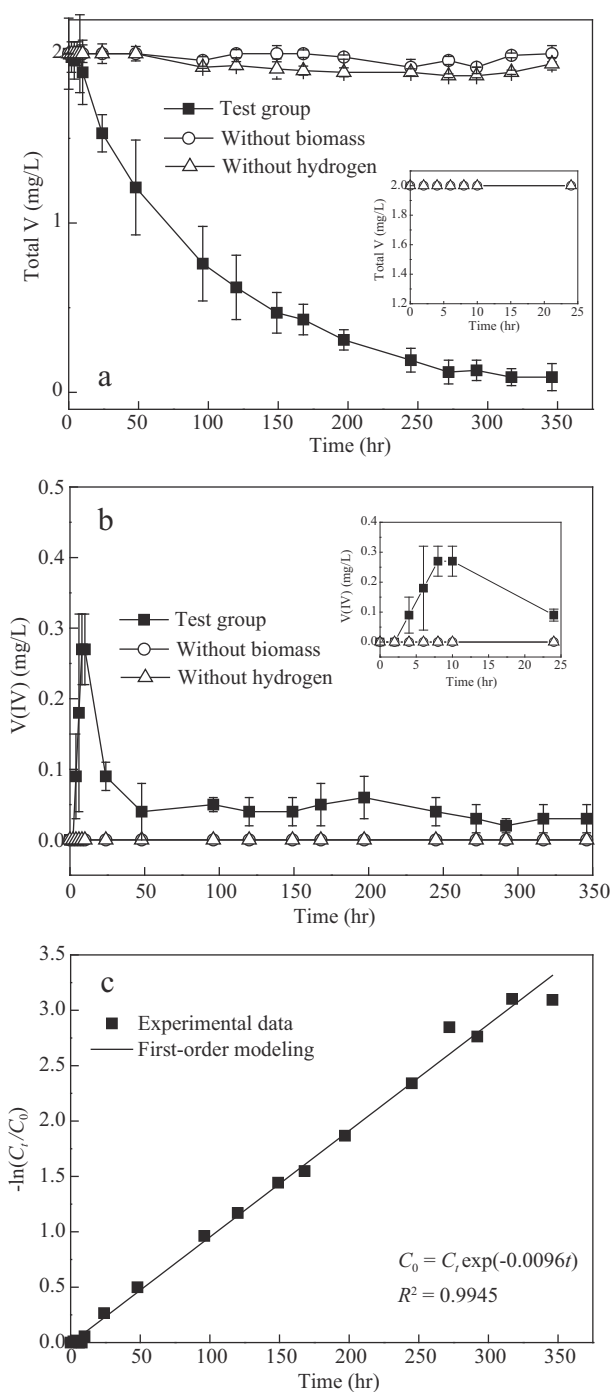 2
1
0
Total V (mg/L)
Test group
Without biomass
Without hydrogen
2.2
2.0
1.8
1.6
1.4
1.2
Total V (mg/L)
0 5 10 15 20 25
Time (hr)
a
0 50 100 150 200 250 300 350
Time (hr)
0.5
0.4
0.3
0.2
0.1
0.0
V(IV) (mg/L)
b
Test group
Without biomass
Without hydrogen
0.4
0.3
0.2
0.1
0.0
V(IV) (mg/L)
0 5 10 15 20 25
Time (hr)
0 50 100 150 200 250 300 350
Time (hr)
3.5
3.0
2.5
2.0
1.5
1.0
0.5
0.0
-ln(Cₜ/C₀)
c
Experimental data
First-order modeling
C₀ = Cₜ exp(-0.0096t)
R² = 0.9945
0 50 100 150 200 250 300 350
Time (hr)